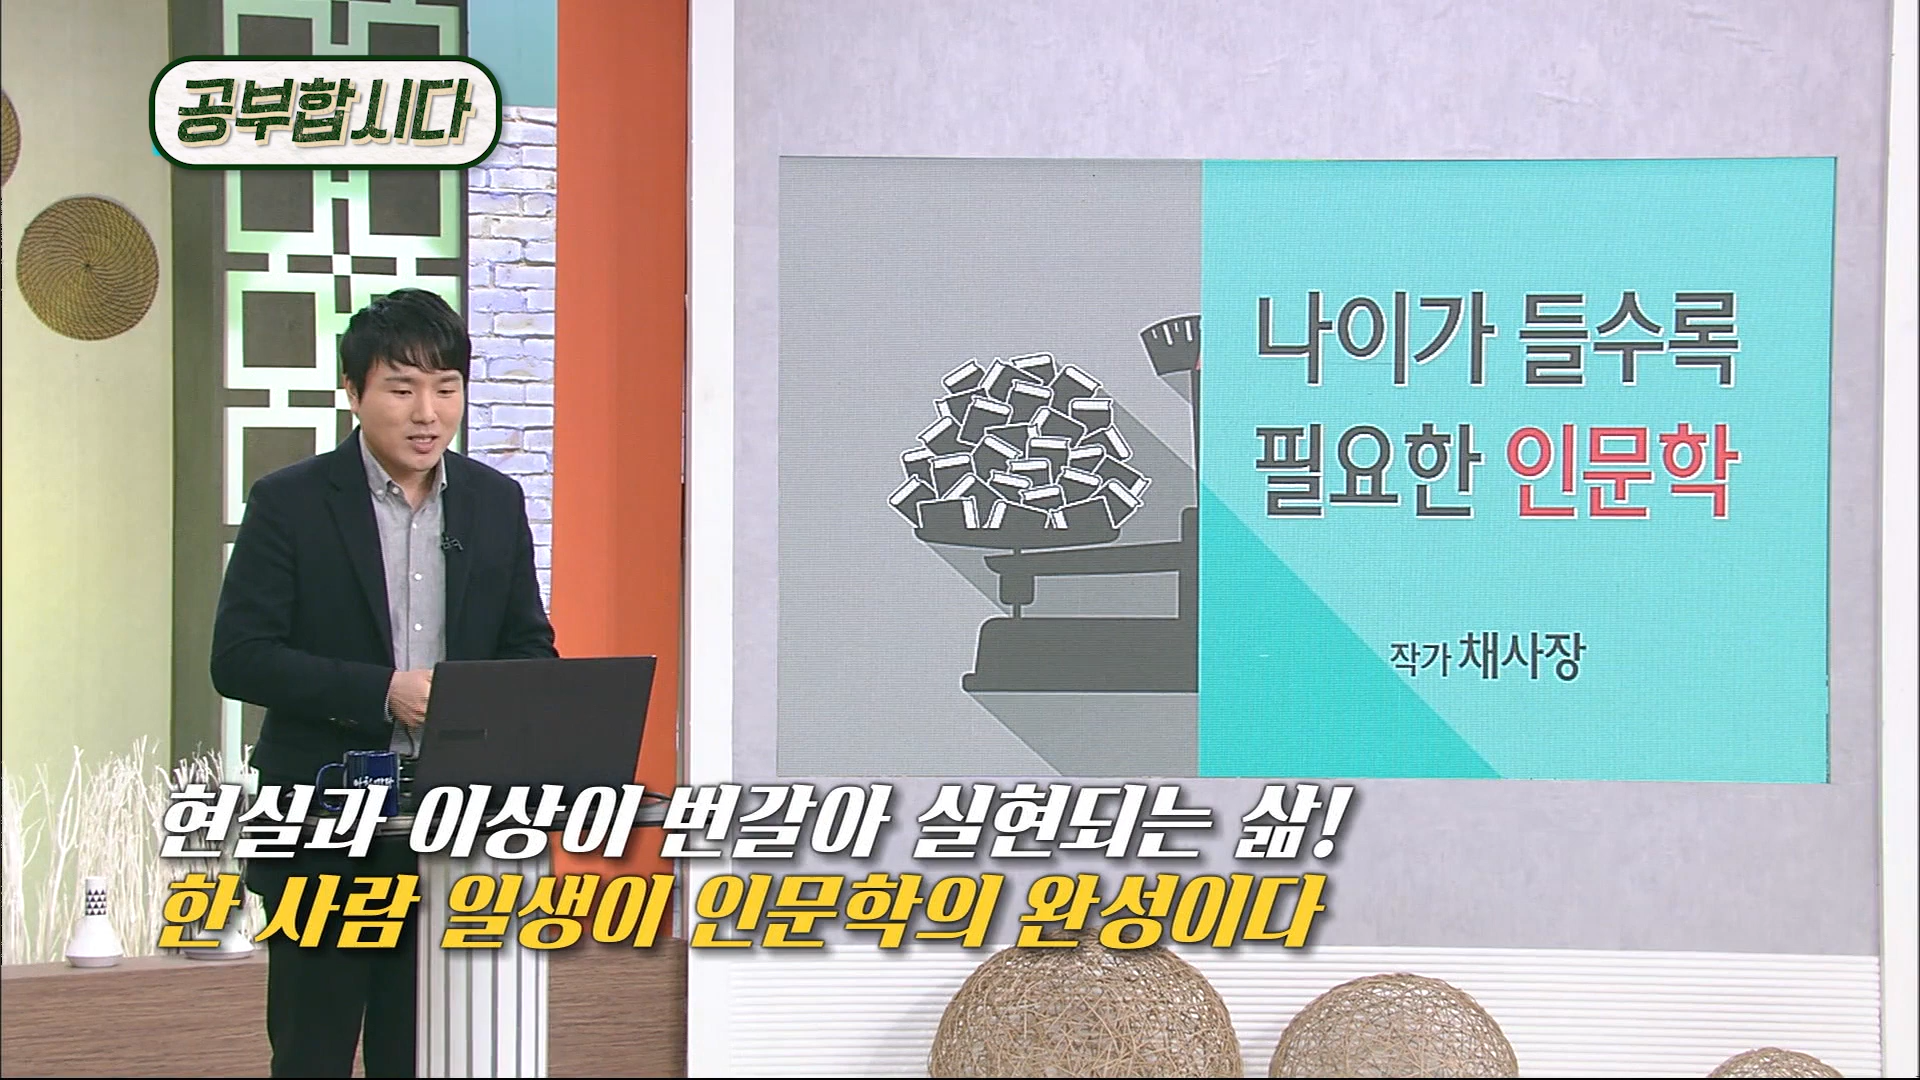 공부합시다
나이가 들수록
필요한 인문학
작가 채사장
현실과 이상이 번갈아 실현되는 삶!
한 사람 일생이 인문학의 완성이다